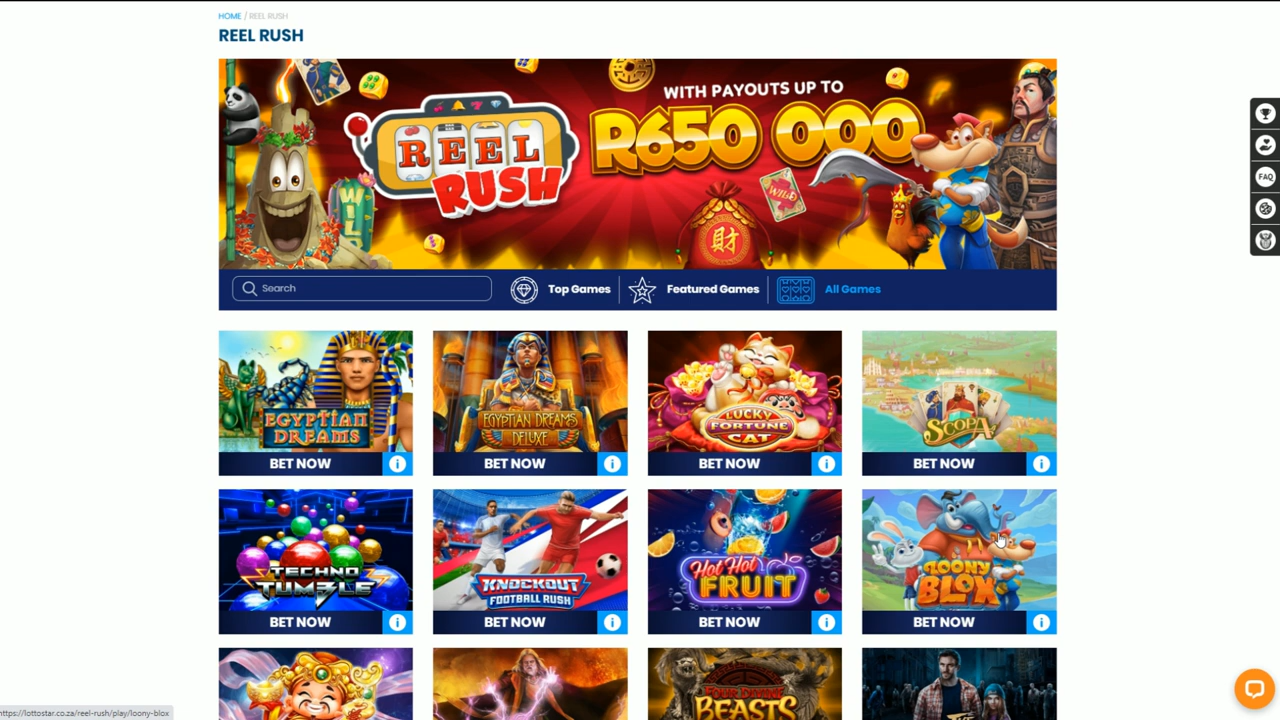 HOME / REEL RUSH
REEL RUSH
WITH PAYOUTS UP TO
R650 000
REEL
RUSH
WILD
WILD
財
FAQ
Search
Top Games
Featured Games
All Games
EGYPTIAN
DREAMS
BET NOW
EGYPTIAN DREAMS
DELUXE
BET NOW
LUCKY
FORTUNE
CAT
BET NOW
SCOPA
BET NOW
TECHNO
TUMBLE
BET NOW
KNOCKOUT
FOOTBALL RUSH
BET NOW
Hot Hot
FRUIT
BET NOW
LOONY
BLOX
BET NOW
FOUR DIVINE
BEASTS
https://lottostar.co.za/reel-rush/play/loony-blox